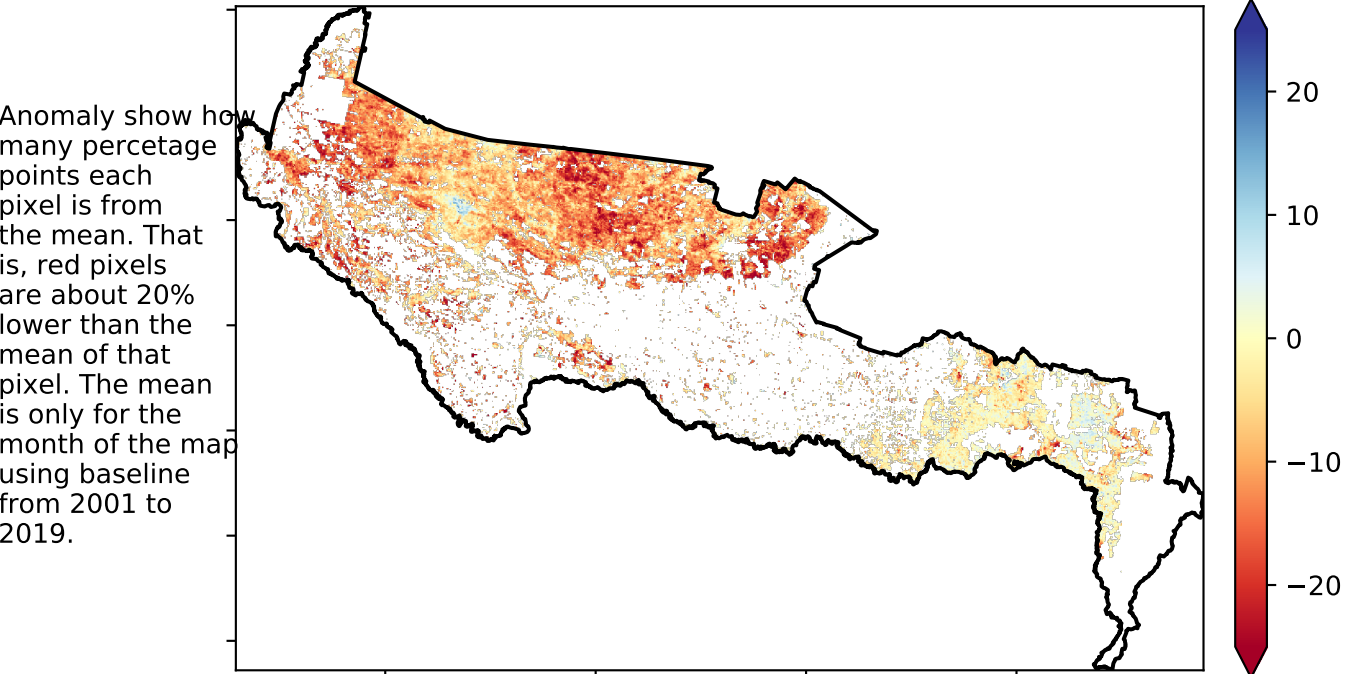 Anomaly show how
many percetage
points each
pixel is from
the mean. That
is, red pixels
are about 20%
lower than the
mean of that
pixel. The mean
is only for the
month of the map
using baseline
from 2001 to
2019.
20
10
0
−10
−20